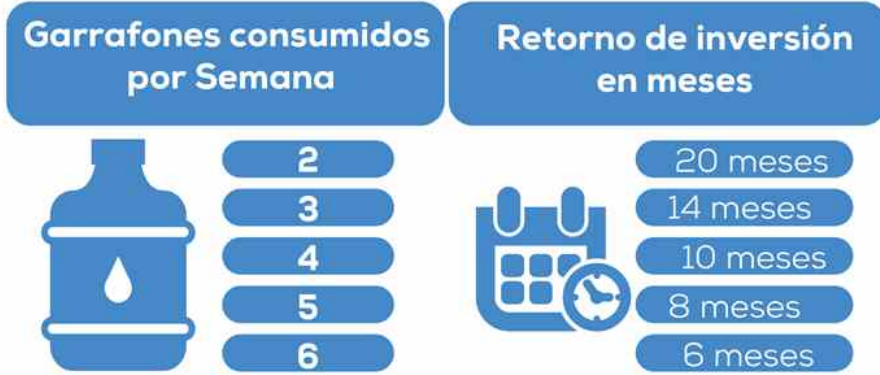 Garrafones consumidos
por Semana
Retorno de inversión
en meses
2
20 meses
3
14 meses
4
10 meses
5
8 meses
6
6 meses